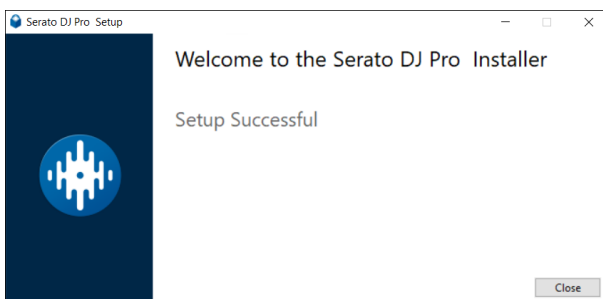 Serato DJ Pro  Setup
Welcome to the Serato DJ Pro  Installer
Setup Successful
Close